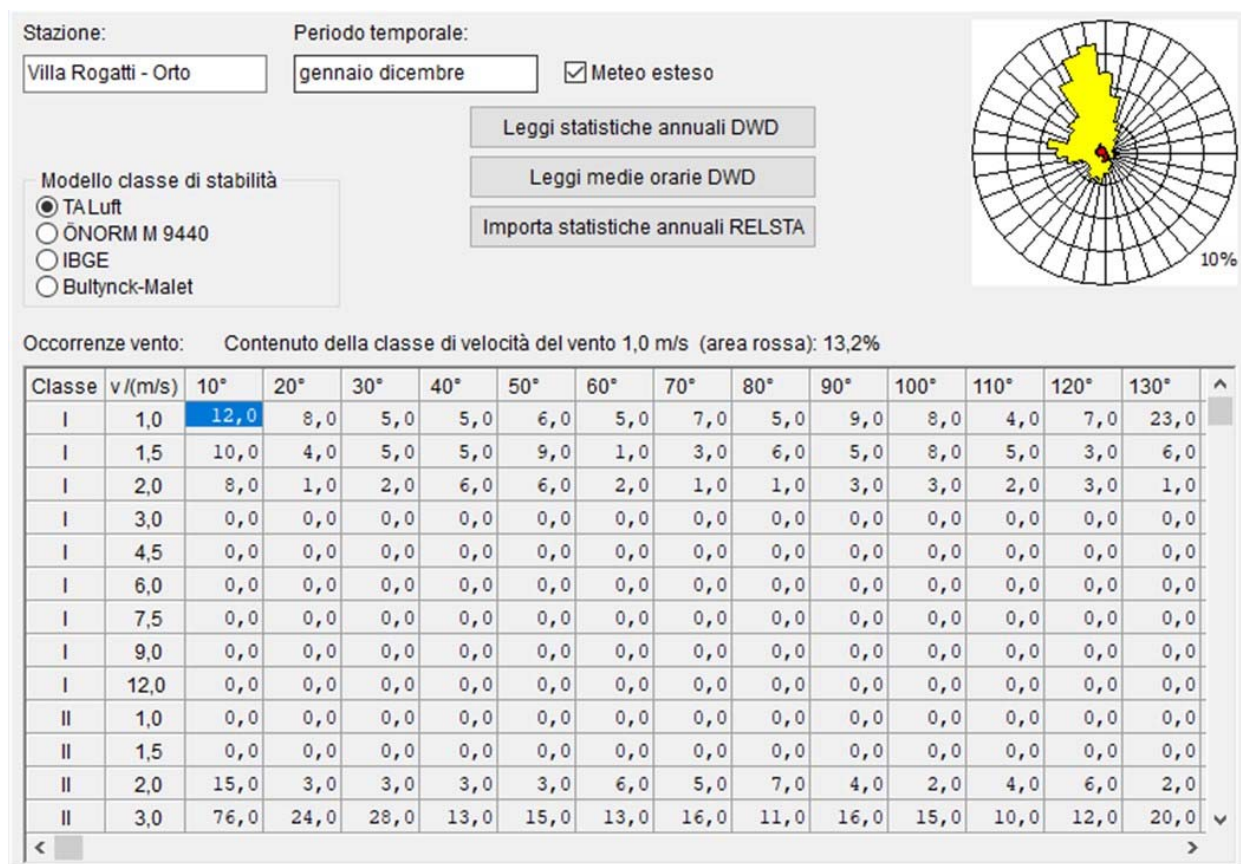 Stazione:
Periodo temporale:
Villa Rogatti - Orto
gennaio dicembre
Meteo esteso
Leggi statistiche annuali DWD
Leggi medie orarie DWD
Importa statistiche annuali RELSTA
Modello classe di stabilità
TA Luft
ÖNORM M 9440
IBGE
Bultynck-Malet
10%
Occorrenze vento: Contenuto della classe di velocità del vento 1,0 m/s (area rossa): 13,2%
Classe v /(m/s) 10° 20° 30° 40° 50° 60° 70° 80° 90° 100° 110° 120° 130°
I 1,0 12,0 8,0 5,0 5,0 6,0 5,0 7,0 5,0 9,0 8,0 4,0 7,0 23,0
I 1,5 10,0 4,0 5,0 5,0 9,0 1,0 3,0 6,0 5,0 8,0 5,0 3,0 6,0
I 2,0 8,0 1,0 2,0 6,0 6,0 2,0 1,0 1,0 3,0 3,0 2,0 3,0 1,0
I 3,0 0,0 0,0 0,0 0,0 0,0 0,0 0,0 0,0 0,0 0,0 0,0 0,0 0,0
I 4,5 0,0 0,0 0,0 0,0 0,0 0,0 0,0 0,0 0,0 0,0 0,0 0,0 0,0
I 6,0 0,0 0,0 0,0 0,0 0,0 0,0 0,0 0,0 0,0 0,0 0,0 0,0 0,0
I 7,5 0,0 0,0 0,0 0,0 0,0 0,0 0,0 0,0 0,0 0,0 0,0 0,0 0,0
I 9,0 0,0 0,0 0,0 0,0 0,0 0,0 0,0 0,0 0,0 0,0 0,0 0,0 0,0
I 12,0 0,0 0,0 0,0 0,0 0,0 0,0 0,0 0,0 0,0 0,0 0,0 0,0 0,0
II 1,0 0,0 0,0 0,0 0,0 0,0 0,0 0,0 0,0 0,0 0,0 0,0 0,0 0,0
II 1,5 0,0 0,0 0,0 0,0 0,0 0,0 0,0 0,0 0,0 0,0 0,0 0,0 0,0
II 2,0 15,0 3,0 3,0 3,0 3,0 6,0 5,0 7,0 4,0 2,0 4,0 6,0 2,0
II 3,0 76,0 24,0 28,0 13,0 15,0 13,0 16,0 11,0 16,0 15,0 10,0 12,0 20,0